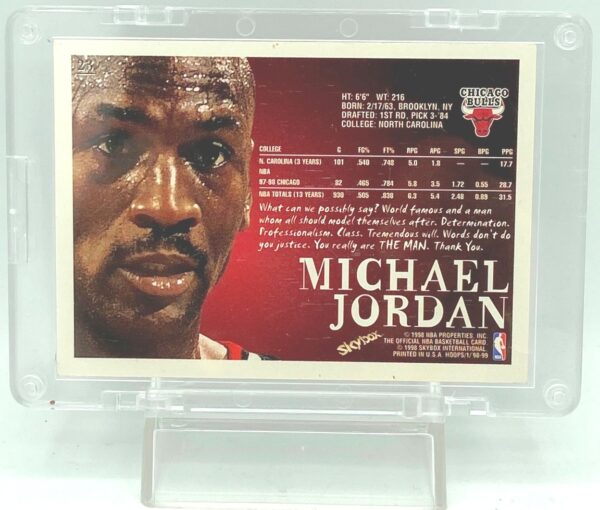 23
HT: 6'6" WT: 216
BORN: 2/17/63, BROOKLYN, NY
DRAFTED: 1ST RD, PICK 3-'84
COLLEGE: NORTH CAROLINA
CHICAGO
BULLS
COLLEGE G FG% FT% RPG APG SPG BPG PPG
N. CAROLINA (3 YEARS) 101 .540 .748 5.0 1.8 — — 17.7
NBA
97-98 CHICAGO 82 .465 .784 5.8 3.5 1.72 0.55 28.7
NBA TOTALS (13 YEARS) 930 .505 .838 6.3 5.4 2.48 0.89 31.5
What can we possibly say? World famous and a man
whom all should model themselves after. Determination.
Professionalism. Class. Tremendous will. Words don't do
you justice. You really are THE MAN. Thank You.
MICHAEL
JORDAN
SKYBOX
© 1998 NBA PROPERTIES, INC.
THE OFFICIAL NBA BASKETBALL CARD
© 1998 SKYBOX INTERNATIONAL
PRINTED IN U.S.A. HOOPS/1/ 98-99
NBA